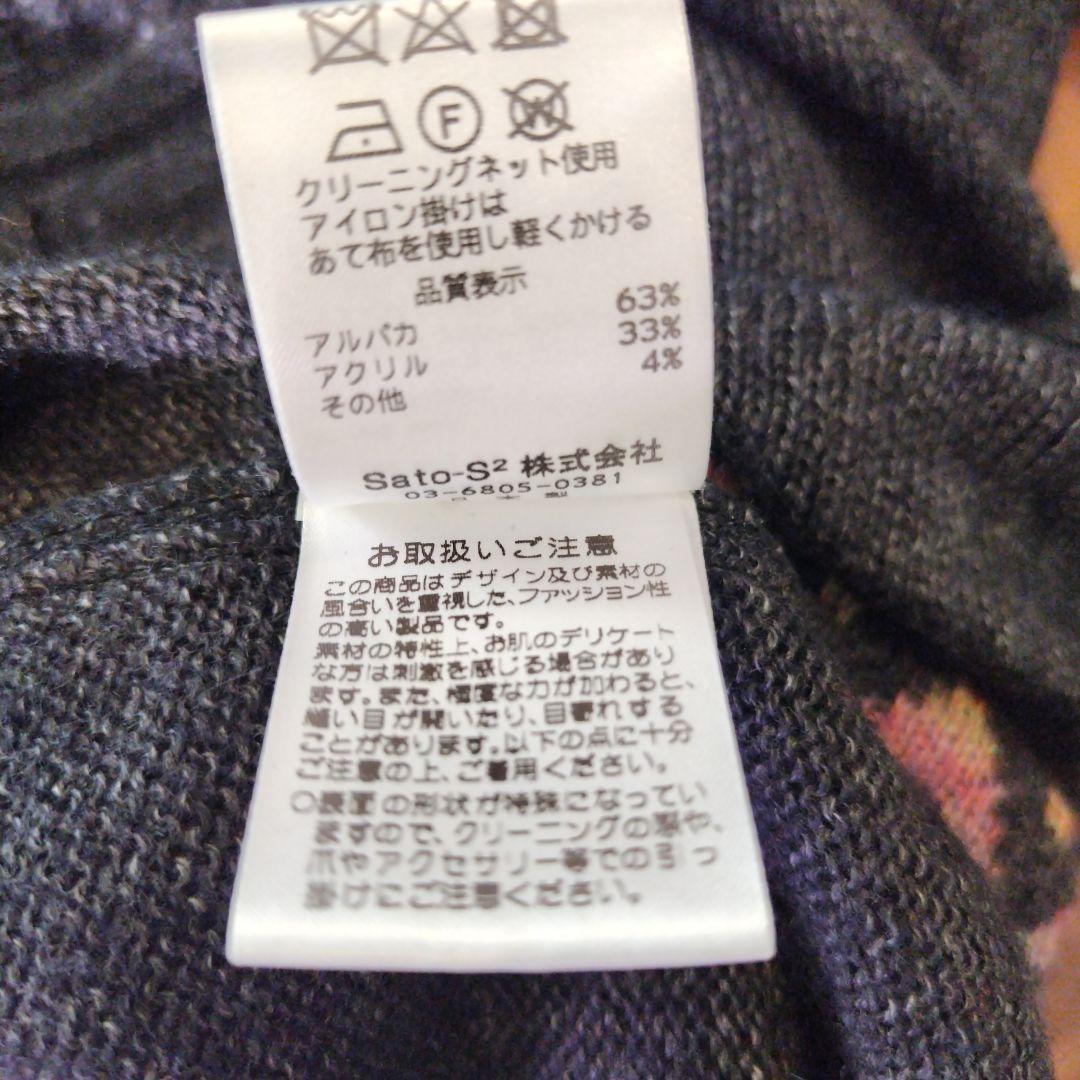 F
W
クリーニングネット使用
アイロン掛けは
あて布を使用し軽くかける
品質表示
アルパカ 63%
アクリル 33%
その他 4%
Sato-S² 株式会社
03-6805-0381
日本製
お取扱いご注意
この商品はデザイン及び素材の
風合いを重視した、ファッション性
の高い製品です。
素材の特性上、お肌のデリケート
な方は刺激を感じる場合があり
ます。また、極度な力が加わると、
縫い目が開いたり、目寄れする
ことがあります。以下の点に十分
ご注意の上、ご着用ください。
○表面の形状が特殊になってい
ますので、クリーニングの際や、
爪やアクセサリー等での引っ
掛けにご注意ください。